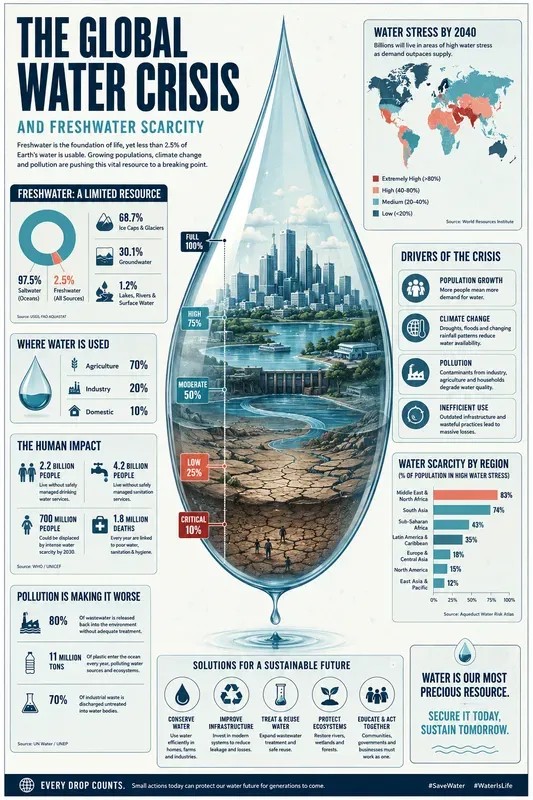 THE GLOBAL
WATER CRISIS
AND FRESHWATER SCARCITY
Freshwater is the foundation of life, yet less than 2.5% of
Earth's water is usable. Growing populations, climate change
and pollution are pushing this vital resource to a breaking point.
FRESHWATER: A LIMITED RESOURCE
97.5%
Saltwater
(Oceans)
2.5%
Freshwater
(All Sources)
68.7%
Ice Caps & Glaciers
30.1%
Groundwater
1.2%
Lakes, Rivers &
Surface Water
Source: USGS, FAO AQUASTAT
WHERE WATER IS USED
Agriculture 70%
Industry 20%
Domestic 10%
THE HUMAN IMPACT
2.2 BILLION
PEOPLE
Live without safely
managed drinking
water services.
4.2 BILLION
PEOPLE
Live without safely
managed sanitation
services.
700 MILLION
PEOPLE
Could be displaced
by intense water
scarcity by 2030.
1.8 MILLION
DEATHS
Every year are linked
to poor water,
sanitation & hygiene.
Source: WHO / UNICEF
POLLUTION IS MAKING IT WORSE
80%
Of wastewater is released
back into the environment
without adequate treatment.
11 MILLION
TONS
Of plastic enter the ocean
every year, polluting water
sources and ecosystems.
70%
Of industrial waste is
discharged untreated
into water bodies.
Source: UN Water / UNEP
FULL
100%
HIGH
75%
MODERATE
50%
LOW
25%
CRITICAL
10%
WATER STRESS BY 2040
Billions will live in areas of high water stress
as demand outpaces supply.
Extremely High (>80%)
High (40-80%)
Medium (20-40%)
Low (<20%)
Source: World Resources Institute
DRIVERS OF THE CRISIS
POPULATION GROWTH
More people mean more
demand for water.
CLIMATE CHANGE
Droughts, floods and changing
rainfall patterns reduce
water availability.
POLLUTION
Contaminants from industry,
agriculture and households
degrade water quality.
INEFFICIENT USE
Outdated infrastructure and
wasteful practices lead to
massive losses.
WATER SCARCITY BY REGION
(% OF POPULATION IN HIGH WATER STRESS)
Middle East &
North Africa
83%
South Asia
74%
Sub-Saharan
Africa
43%
Latin America &
Caribbean
35%
Europe &
Central Asia
18%
North America
15%
East Asia &
Pacific
12%
0% 25% 50% 75% 100%
Source: Aqueduct Water Risk Atlas
SOLUTIONS FOR A SUSTAINABLE FUTURE
CONSERVE
WATER
Use water
efficiently in
homes, farms
and industries.
IMPROVE
INFRASTRUCTURE
Invest in modern
systems to reduce
leakage and losses.
TREAT & REUSE
WATER
Expand wastewater
treatment and
safe reuse.
PROTECT
ECOSYSTEMS
Restore rivers,
wetlands and
forests.
EDUCATE & ACT
TOGETHER
Communities,
governments and
businesses must
work as one.
WATER IS OUR MOST
PRECIOUS RESOURCE.
SECURE IT TODAY,
SUSTAIN TOMORROW.
EVERY DROP COUNTS. Small actions today can protect our water future for generations to come.
#SaveWater #WaterIsLife